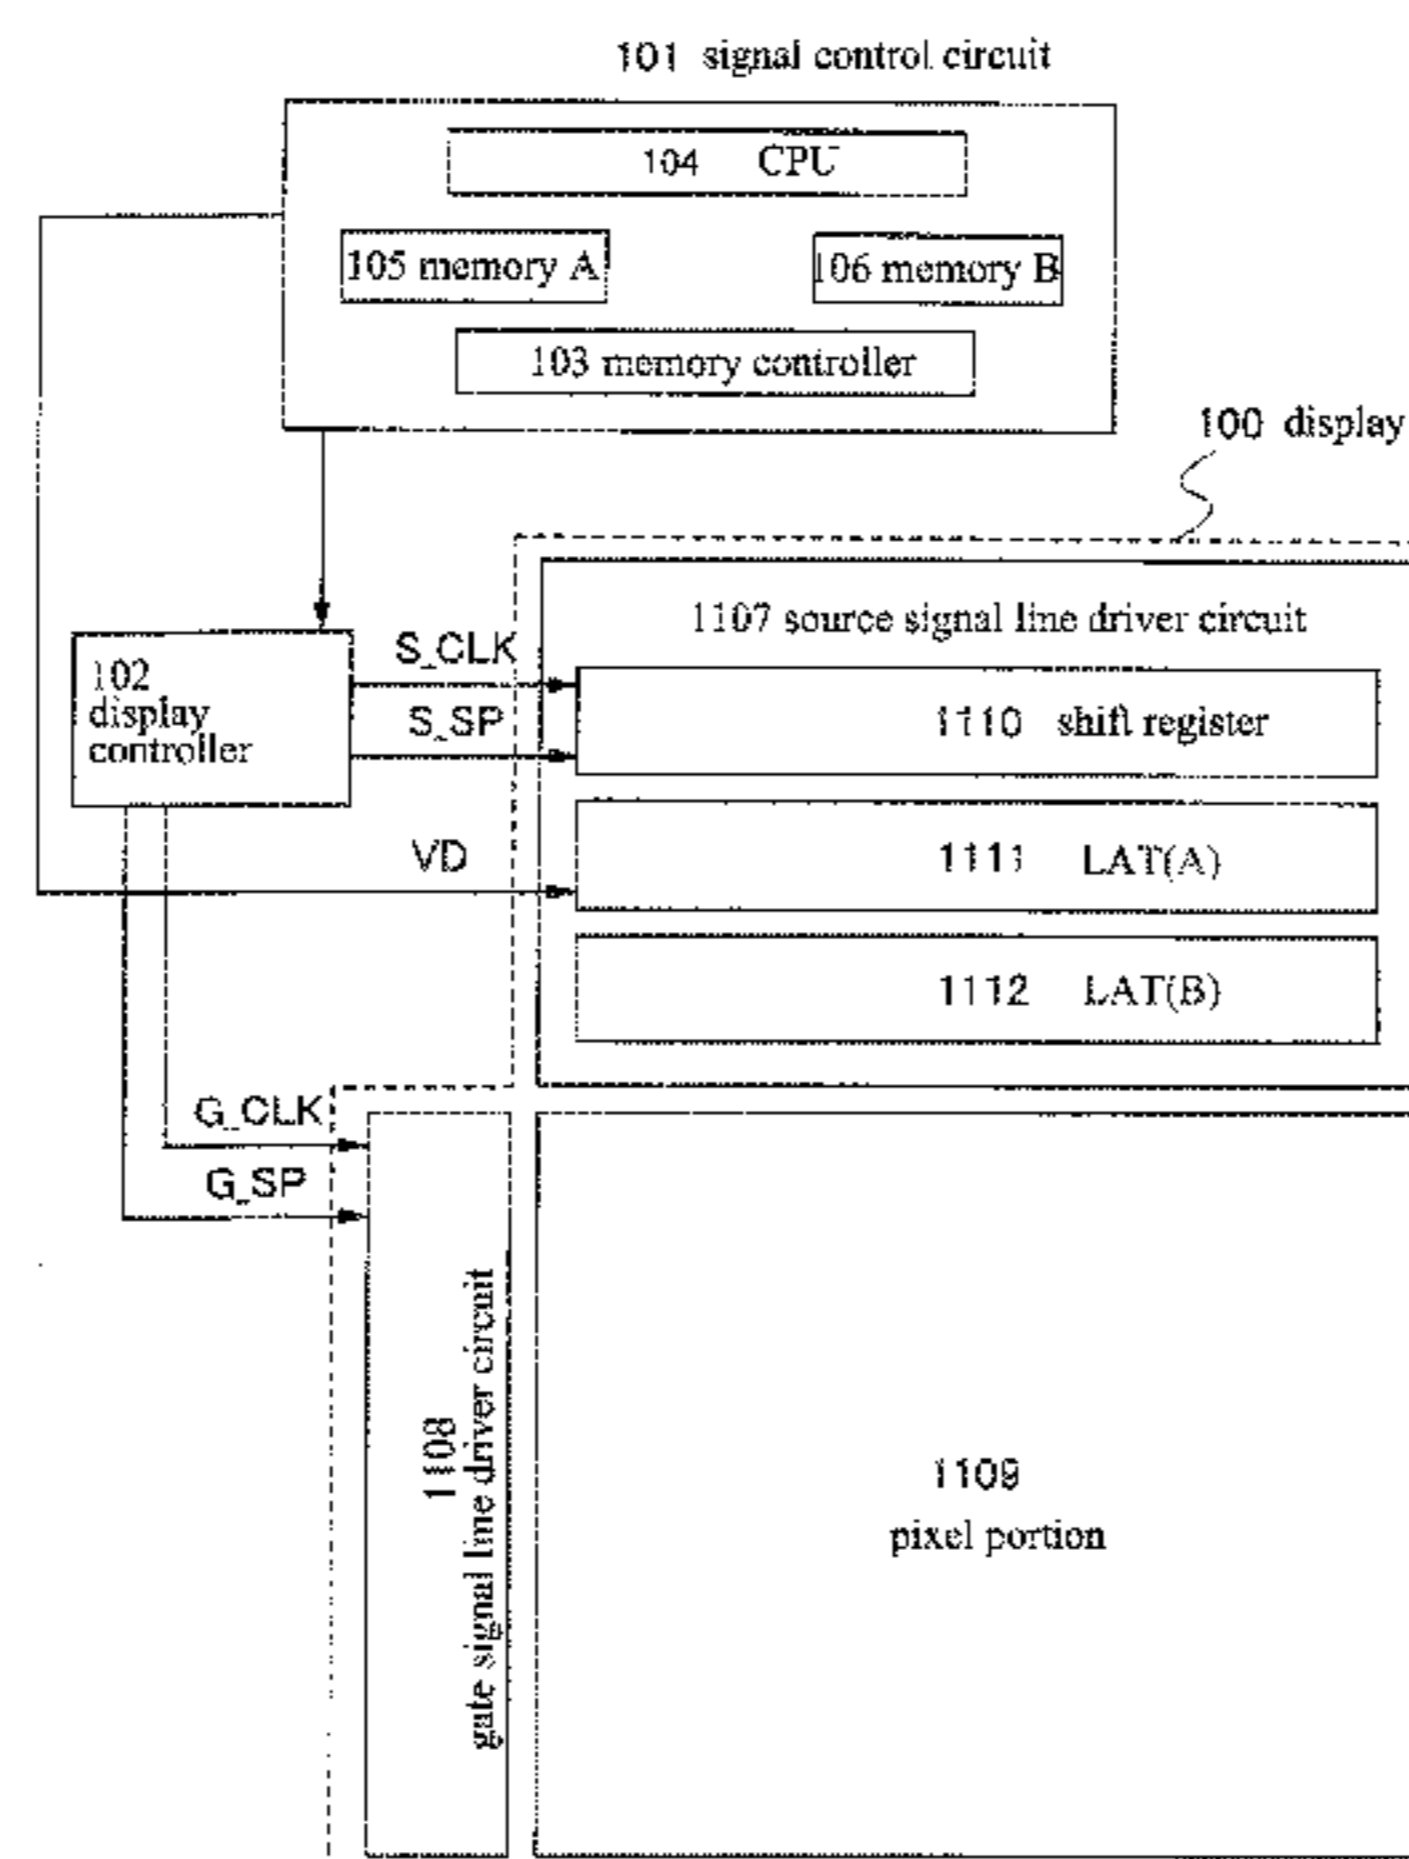 101 signal control circuit
104 CPU
105 memory A
106 memory B
103 memory controller
100 display
1107 source signal line driver circuit
102
display
controller
S_CLK
S_SP
1110 shift register
VD
1111 LAT(A)
1112 LAT(B)
G_CLK
G_SP
1108
gate signal line driver circuit
1109
pixel portion